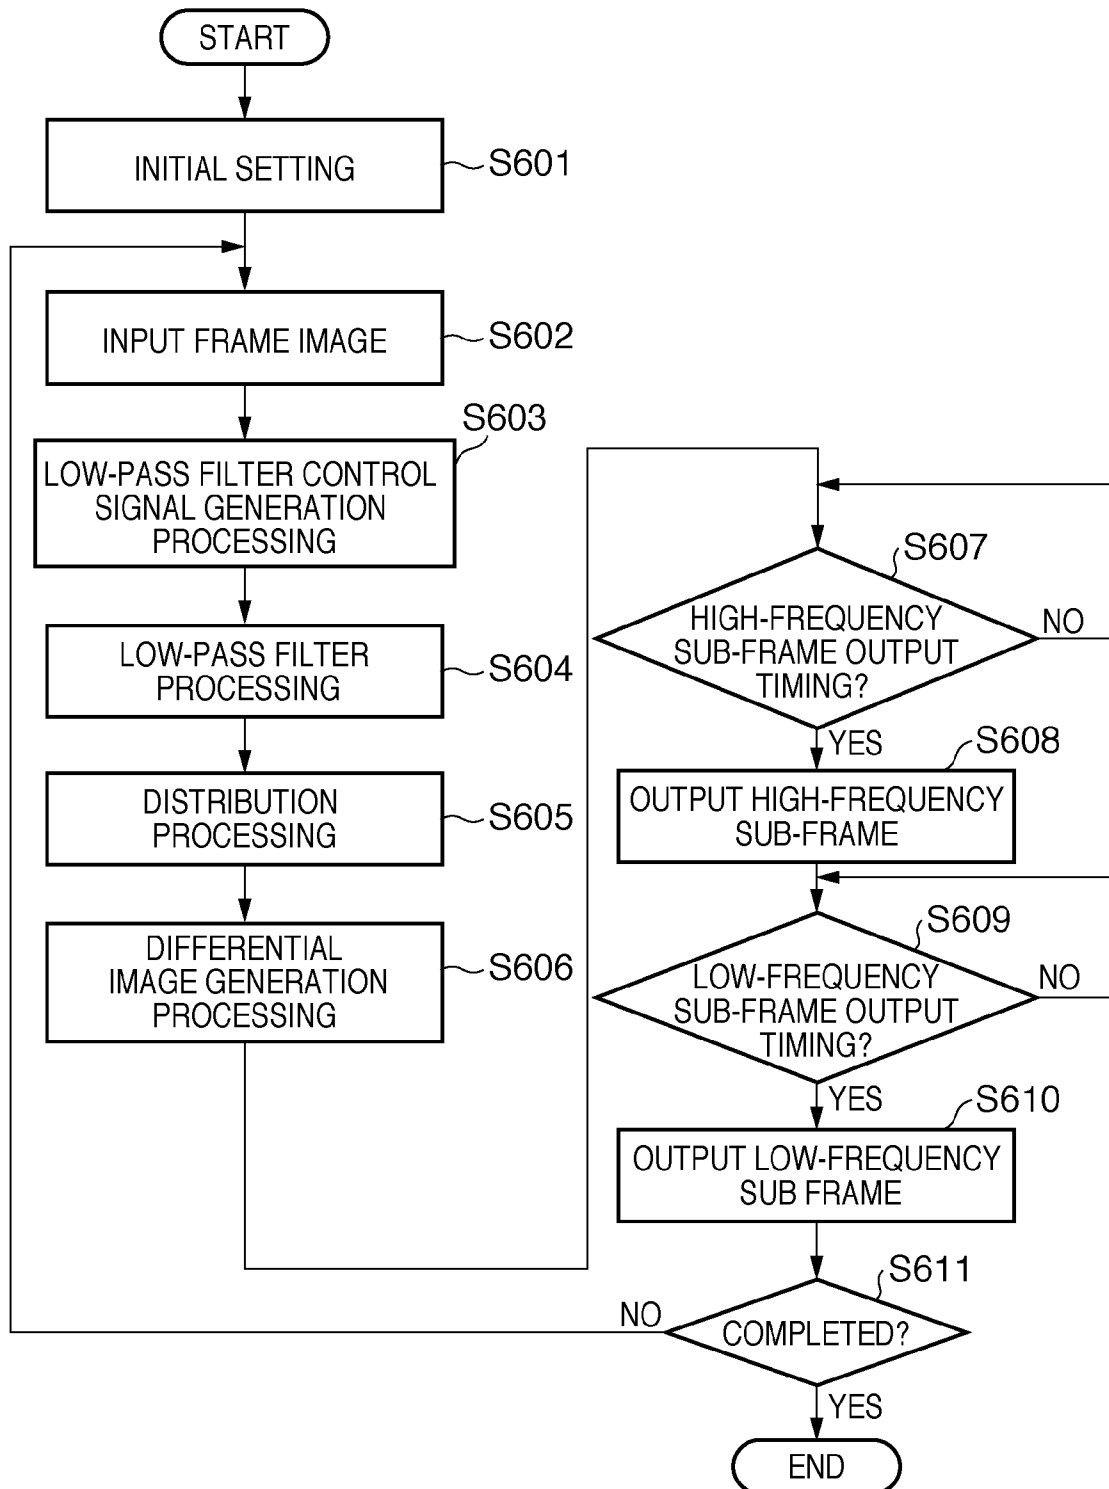 START
INITIAL SETTING
S601
INPUT FRAME IMAGE
S602
S603
LOW-PASS FILTER CONTROL
SIGNAL GENERATION
PROCESSING
LOW-PASS FILTER
PROCESSING
S604
DISTRIBUTION
PROCESSING
S605
DIFFERENTIAL
IMAGE GENERATION
PROCESSING
S606
S607
HIGH-FREQUENCY
SUB-FRAME OUTPUT
TIMING?
NO
YES
S608
OUTPUT HIGH-FREQUENCY
SUB-FRAME
S609
LOW-FREQUENCY
SUB-FRAME OUTPUT
TIMING?
NO
YES
S610
OUTPUT LOW-FREQUENCY
SUB FRAME
S611
COMPLETED?
NO
YES
END